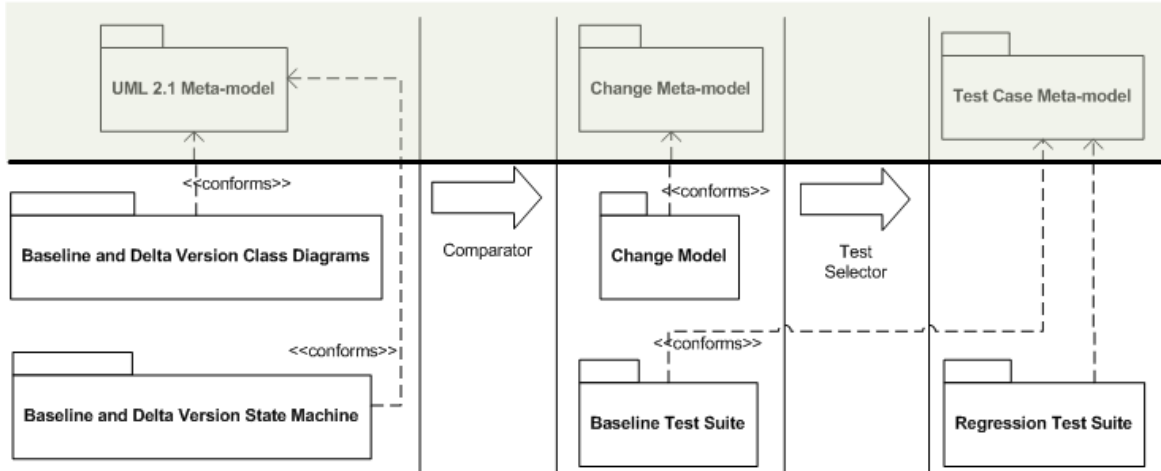 UML 2.1 Meta-model
Change Meta-model
Test Case Meta-model
<<conforms>>
<<conforms>>
Baseline and Delta Version Class Diagrams
Comparator
Change Model
Test
Selector
<<conforms>>
<<conforms>>
Baseline and Delta Version State Machine
Baseline Test Suite
Regression Test Suite